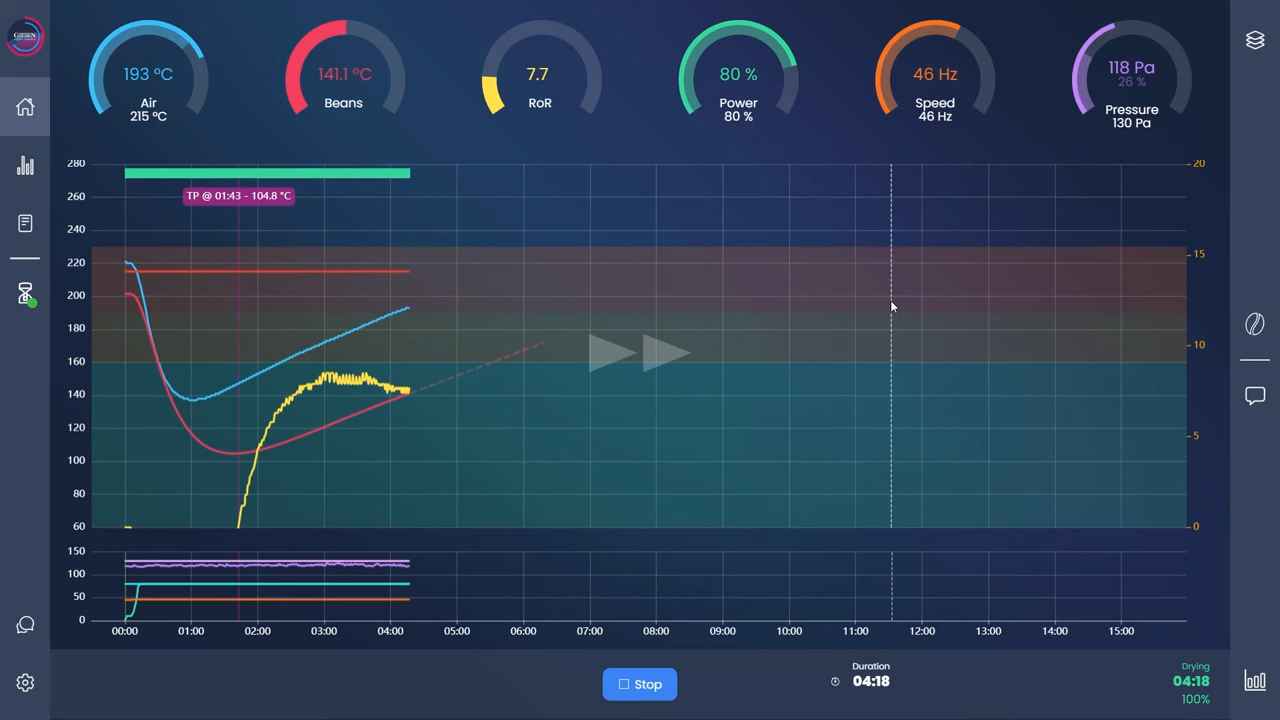 GIESEN
193 ºC
Air
215 ºC
141.1 ºC
Beans
7.7
RoR
80 %
Power
80 %
46 Hz
Speed
46 Hz
118 Pa
26 %
Pressure
130 Pa
TP @ 01:43 - 104.8 °C
280
260
240
220
200
180
160
140
120
100
80
60
20
15
10
5
0
150
100
50
0
00:00 01:00 02:00 03:00 04:00 05:00 06:00 07:00 08:00 09:00 10:00 11:00 12:00 13:00 14:00 15:00
Stop
Duration
04:18
Drying
04:18
100%